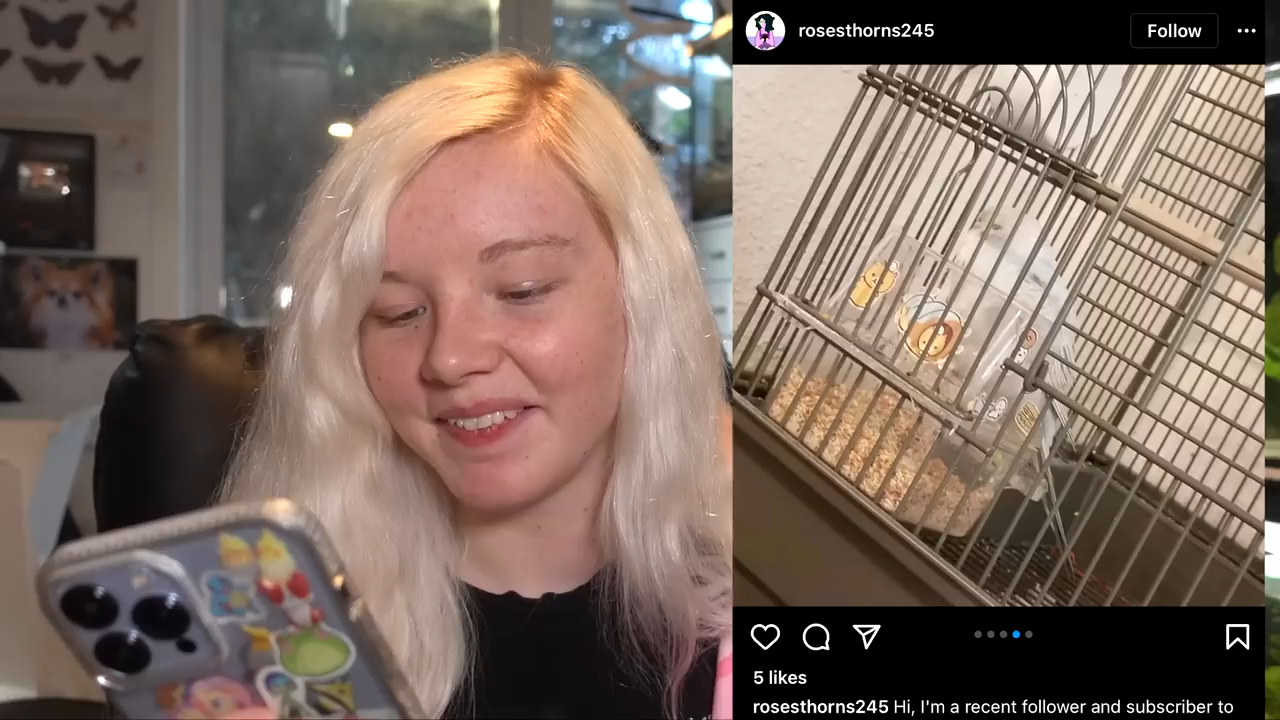 rosesthorns245
Follow
5 likes
rosesthorns245 Hi, I'm a recent follower and subscriber to